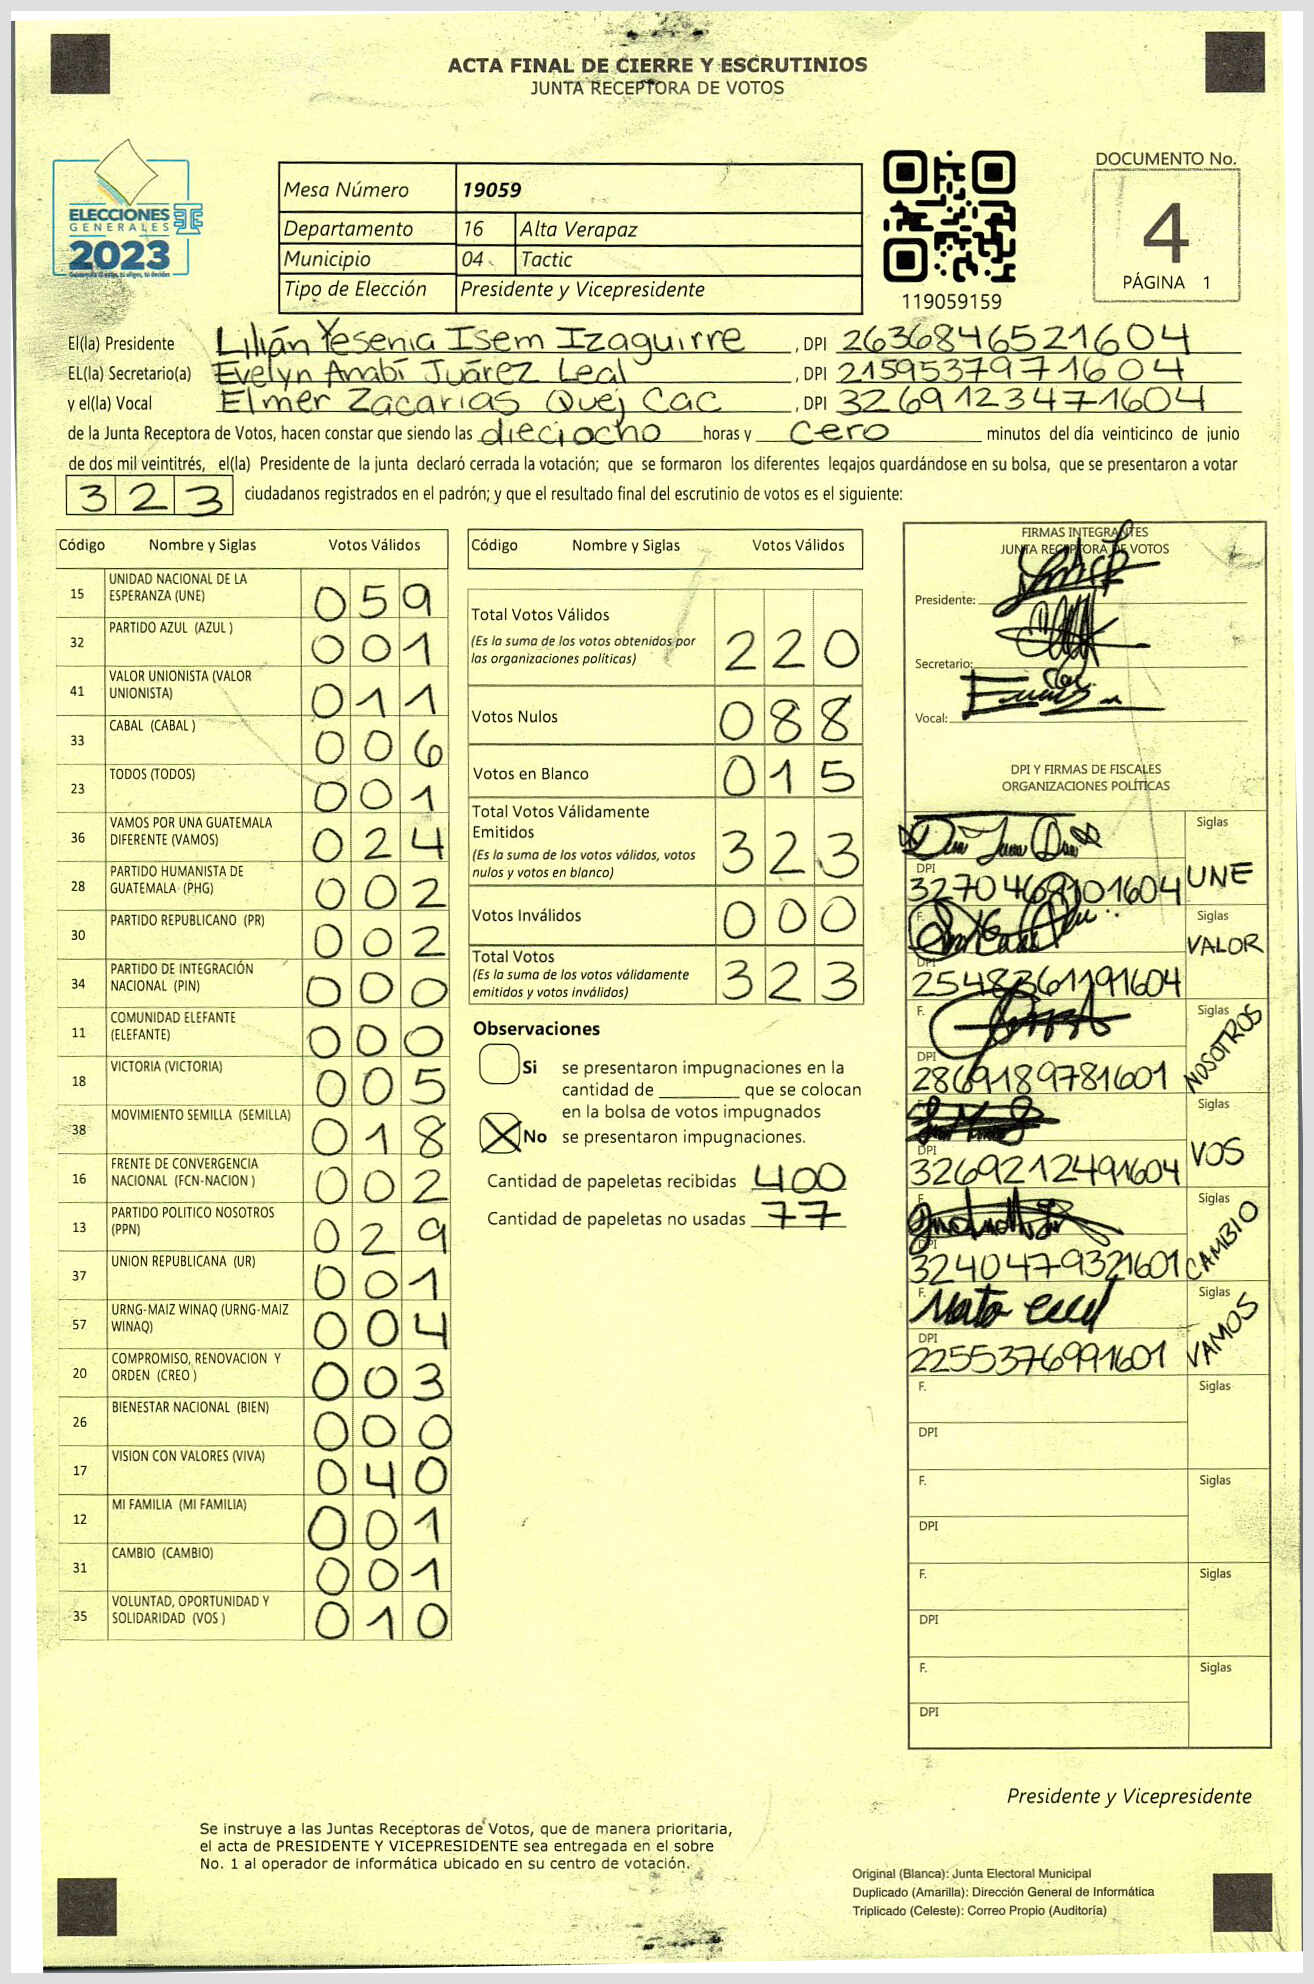 ACTA FINAL DE CIERRE Y ESCRUTINIOS
JUNTA RECEPTORA DE VOTOS
ELECCIONES
GENERALES
2023
Mesa Número 19059
Departamento 16 Alta Verapaz
Municipio 04 Tactic
Tipo de Elección Presidente y Vicepresidente
119059159
DOCUMENTO No.
4
PÁGINA 1
El(la) Presidente Lilián Yesenia Isem Izaguirre, DPI 2636846521604
EL(la) Secretario(a) Evelyn Anabí Juárez Leal, DPI 2159537971604
y el(la) Vocal Elmer Zacarias Quej Cac, DPI 3269123471604
de la Junta Receptora de Votos, hacen constar que siendo las dieciocho horas y cero minutos del día veinticinco de junio
de dos mil veintitrés, el(la) Presidente de la junta declaró cerrada la votación; que se formaron los diferentes legajos guardándose en su bolsa, que se presentaron a votar
323 ciudadanos registrados en el padrón; y que el resultado final del escrutinio de votos es el siguiente:
Código Nombre y Siglas Votos Válidos
15 UNIDAD NACIONAL DE LA ESPERANZA (UNE) 059
32 PARTIDO AZUL (AZUL ) 001
41 VALOR UNIONISTA (VALOR UNIONISTA) 011
33 CABAL (CABAL ) 006
23 TODOS (TODOS) 001
36 VAMOS POR UNA GUATEMALA DIFERENTE (VAMOS) 024
28 PARTIDO HUMANISTA DE GUATEMALA (PHG) 002
30 PARTIDO REPUBLICANO (PR) 002
34 PARTIDO DE INTEGRACIÓN NACIONAL (PIN) 000
11 COMUNIDAD ELEFANTE (ELEFANTE) 000
18 VICTORIA (VICTORIA) 005
38 MOVIMIENTO SEMILLA (SEMILLA) 018
16 FRENTE DE CONVERGENCIA NACIONAL (FCN-NACION ) 002
13 PARTIDO POLITICO NOSOTROS (PPN) 029
37 UNION REPUBLICANA (UR) 001
57 URNG-MAIZ WINAQ (URNG-MAIZ WINAQ) 004
20 COMPROMISO, RENOVACION Y ORDEN (CREO ) 003
26 BIENESTAR NACIONAL (BIEN) 000
17 VISION CON VALORES (VIVA) 040
12 MI FAMILIA (MI FAMILIA) 001
31 CAMBIO (CAMBIO) 001
35 VOLUNTAD, OPORTUNIDAD Y SOLIDARIDAD (VOS ) 010
Código Nombre y Siglas Votos Válidos
Total Votos Válidos 220
(Es la suma de los votos obtenidos por
las organizaciones políticas)
Votos Nulos 088
Votos en Blanco 015
Total Votos Válidamente
Emitidos 323
(Es la suma de los votos válidos, votos
nulos y votos en blanco)
Votos Inválidos 000
Total Votos 323
(Es la suma de los votos válidamente
emitidos y votos inválidos)
Observaciones
Si se presentaron impugnaciones en la
cantidad de ________ que se colocan
en la bolsa de votos impugnados
No se presentaron impugnaciones.
Cantidad de papeletas recibidas 400
Cantidad de papeletas no usadas 77
FIRMAS INTEGRANTES
JUNTA RECEPTORA DE VOTOS
Presidente:
Secretario:
Vocal:
DPI Y FIRMAS DE FISCALES
ORGANIZACIONES POLÍTICAS
Siglas UNE
DPI
F. Siglas VALOR
DPI 2548361191604
F. Siglas NOSOTROS
DPI 2869189781601
F. Siglas VOS
DPI 3269212491604
F. Siglas CAMBIO
DPI 3240479321601
F. Siglas VAMOS
DPI 2255376991601
F. Siglas
DPI
F. Siglas
DPI
F. Siglas
DPI
F. Siglas
DPI
Presidente y Vicepresidente
Se instruye a las Juntas Receptoras de Votos, que de manera prioritaria,
el acta de PRESIDENTE Y VICEPRESIDENTE sea entregada en el sobre
No. 1 al operador de informática ubicado en su centro de votación.
Original (Blanca): Junta Electoral Municipal
Duplicado (Amarilla): Dirección General de Informática
Triplicado (Celeste): Correo Propio (Auditoría)